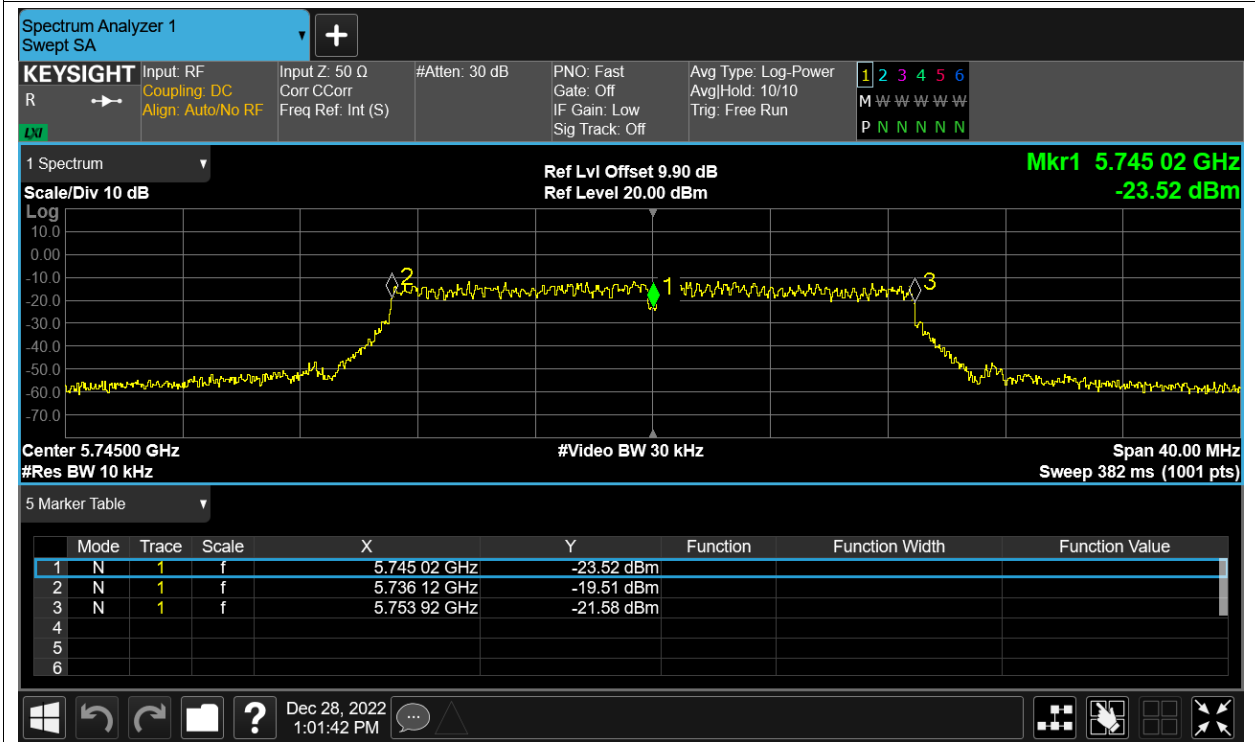 Spectrum Analyzer 1
Swept SA
+
KEYSIGHT
R
LXI
Input: RF
Coupling: DC
Align: Auto/No RF
Input Z: 50 Ω
Corr CCorr
Freq Ref: Int (S)
#Atten: 30 dB
PNO: Fast
Gate: Off
IF Gain: Low
Sig Track: Off
Avg Type: Log-Power
Avg|Hold: 10/10
Trig: Free Run
1 2 3 4 5 6
M W W W W W
P N N N N N
1 Spectrum
Scale/Div 10 dB
Ref Lvl Offset 9.90 dB
Ref Level 20.00 dBm
Mkr1 5.745 02 GHz
-23.52 dBm
Log
10.0
0.00
-10.0
-20.0
-30.0
-40.0
-50.0
-60.0
-70.0
2
1
3
Center 5.74500 GHz
#Video BW 30 kHz
Span 40.00 MHz
#Res BW 10 kHz
Sweep 382 ms (1001 pts)
5 Marker Table
Mode Trace Scale X Y Function Function Width Function Value
1 N 1 f 5.745 02 GHz -23.52 dBm
2 N 1 f 5.736 12 GHz -19.51 dBm
3 N 1 f 5.753 92 GHz -21.58 dBm
4
5
6
?
Dec 28, 2022
1:01:42 PM